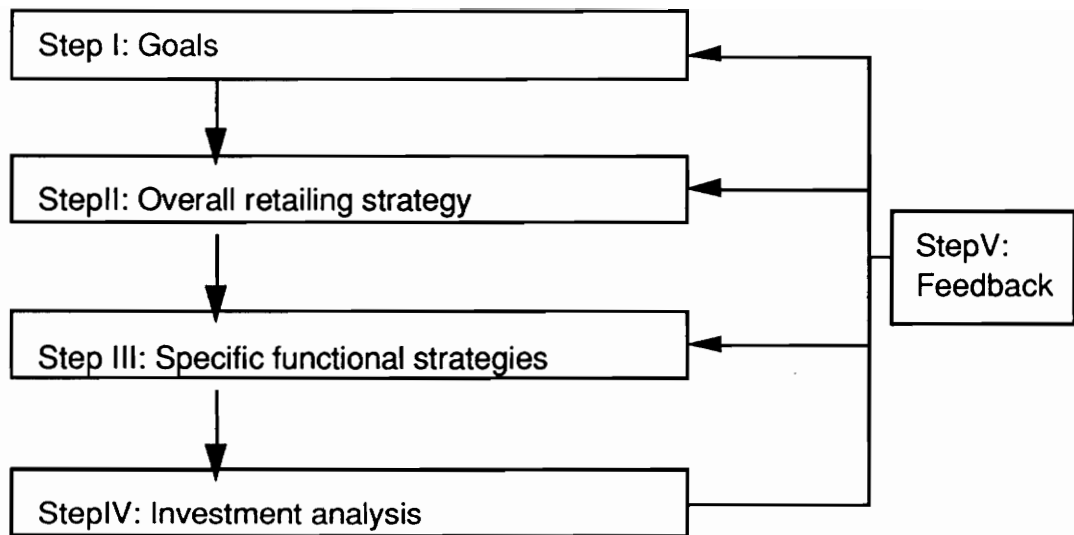 Step I: Goals
StepII: Overall retailing strategy
Step III: Specific functional strategies
StepIV: Investment analysis
StepV:
Feedback